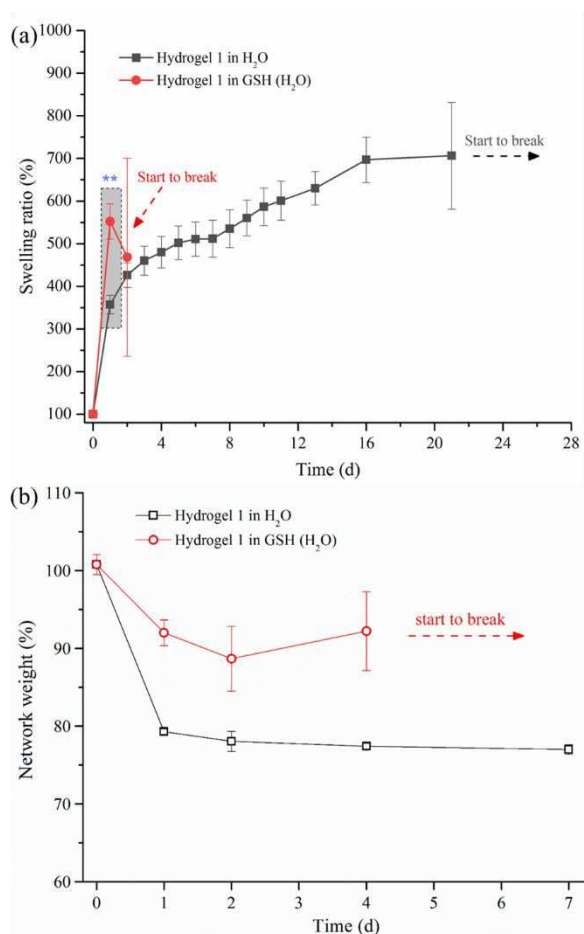 (a)
Hydrogel 1 in H₂O
Hydrogel 1 in GSH (H₂O)
**
Start to break
Start to break
Swelling ratio (%)
1000
900
800
700
600
500
400
300
200
100
0 4 8 12 16 20 24 28
Time (d)
(b)
Hydrogel 1 in H₂O
Hydrogel 1 in GSH (H₂O)
start to break
Network weight (%)
110
100
90
80
75
60
0 1 2 3 4 5 6 7
Time (d)